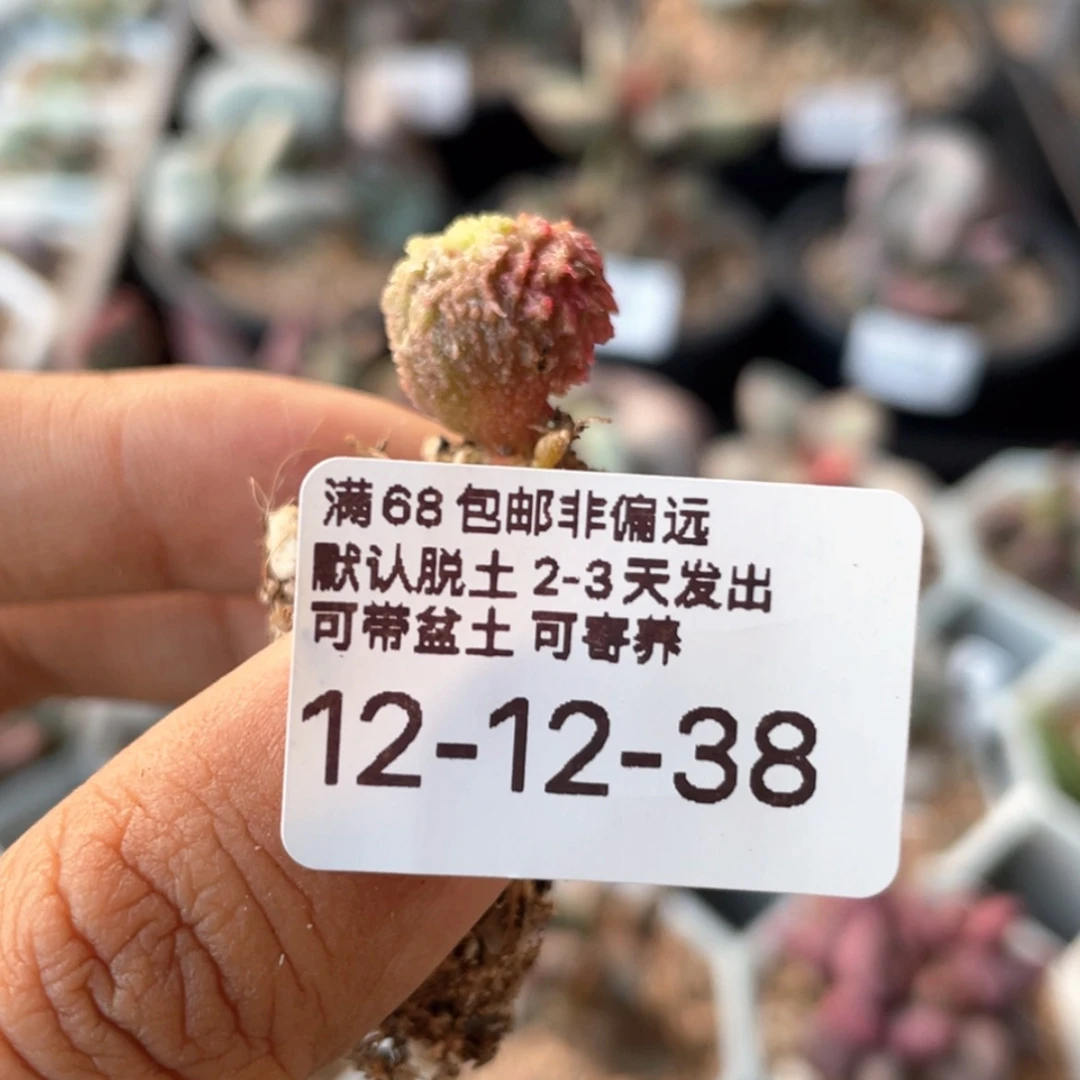 满68包邮非偏远
默认脱土 2-3天发出
可带盆土 可寄养
12-12-38